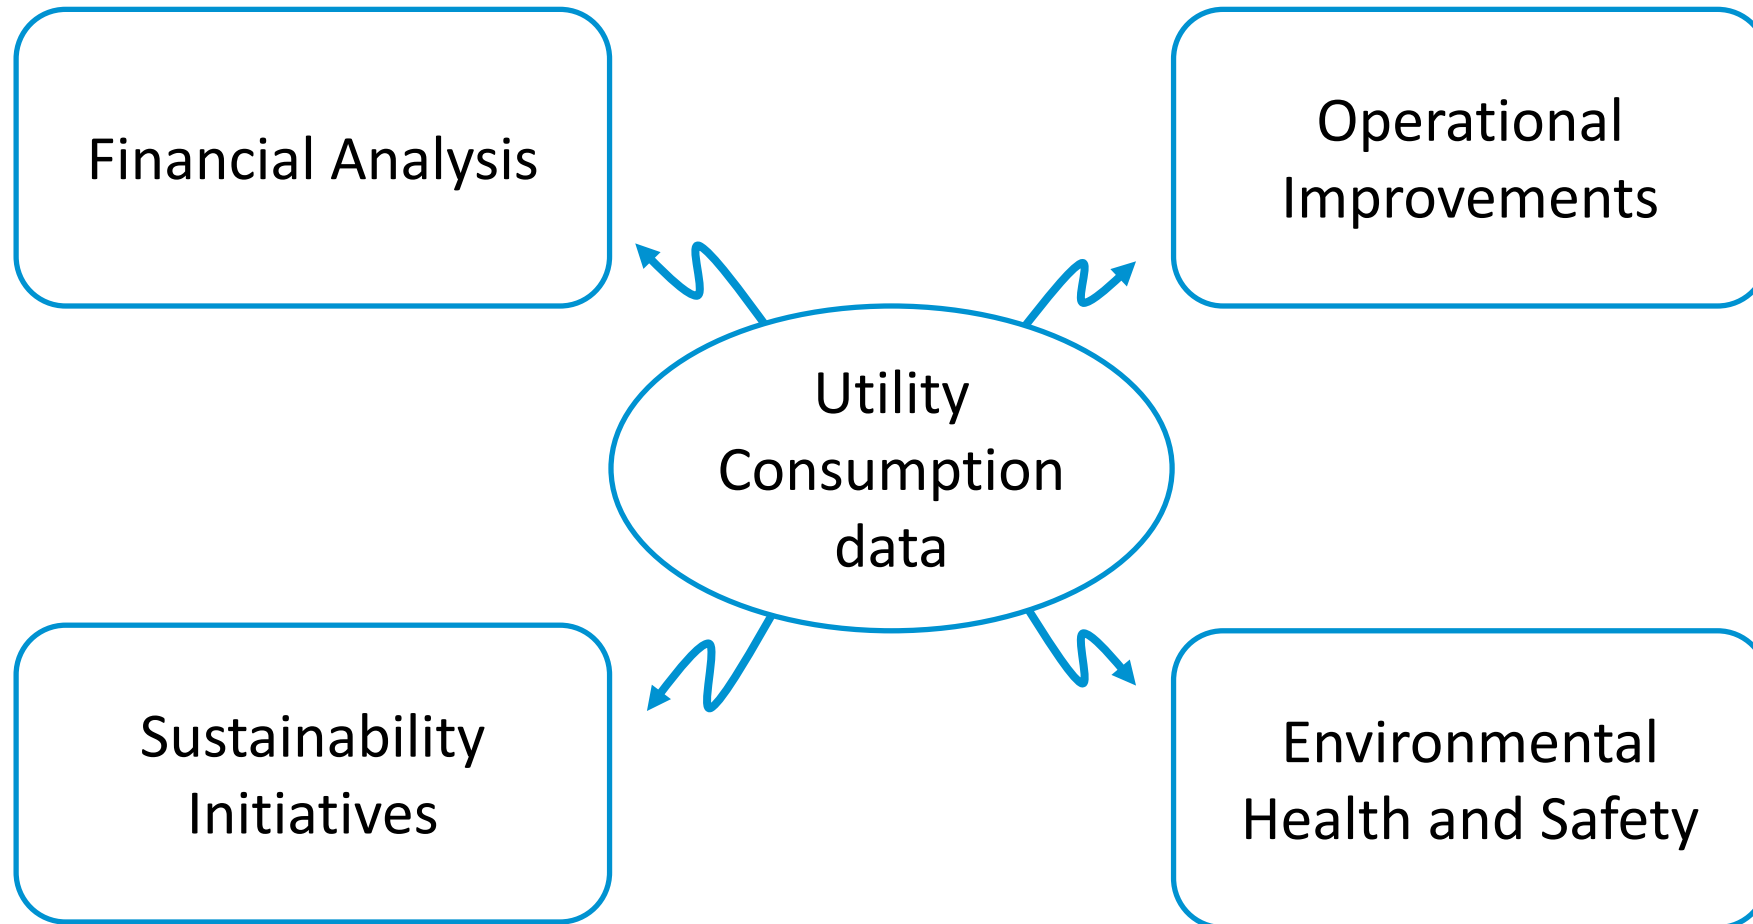 Financial Analysis
Operational
Improvements
Utility
Consumption
data
Sustainability
Initiatives
Environmental
Health and Safety